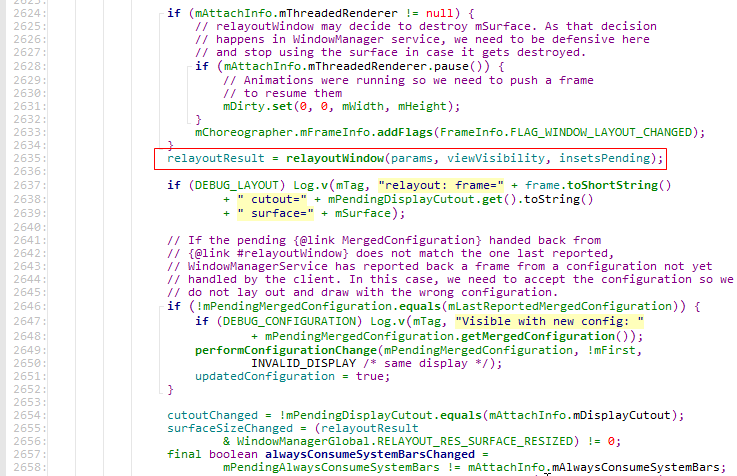 2623:
2624: if (mAttachInfo.mThreadedRenderer != null) {
2625: // relayoutWindow may decide to destroy mSurface. As that decision
2626: // happens in WindowManager service, we need to be defensive here
2627: // and stop using the surface in case it gets destroyed.
2628: if (mAttachInfo.mThreadedRenderer.pause()) {
2629: // Animations were running so we need to push a frame
2630: // to resume them
2631: mDirty.set(0, 0, mWidth, mHeight);
2632: }
2633: mChoreographer.mFrameInfo.addFlags(FrameInfo.FLAG_WINDOW_LAYOUT_CHANGED);
2634: }
2635: relayoutResult = relayoutWindow(params, viewVisibility, insetsPending);
2636:
2637: if (DEBUG_LAYOUT) Log.v(mTag, "relayout: frame=" + frame.toShortString()
2638: + " cutout=" + mPendingDisplayCutout.get().toString()
2639: + " surface=" + mSurface);
2640:
2641: // If the pending {@link MergedConfiguration} handed back from
2642: // {@link #relayoutWindow} does not match the one last reported,
2643: // WindowManagerService has reported back a frame from a configuration not yet
2644: // handled by the client. In this case, we need to accept the configuration so we
2645: // do not lay out and draw with the wrong configuration.
2646: if (!mPendingMergedConfiguration.equals(mLastReportedMergedConfiguration)) {
2647: if (DEBUG_CONFIGURATION) Log.v(mTag, "Visible with new config: "
2648: + mPendingMergedConfiguration.getMergedConfiguration());
2649: performConfigurationChange(mPendingMergedConfiguration, !mFirst,
2650: INVALID_DISPLAY /* same display */);
2651: updatedConfiguration = true;
2652: }
2653:
2654: cutoutChanged = !mPendingDisplayCutout.equals(mAttachInfo.mDisplayCutout);
2655: surfaceSizeChanged = (relayoutResult
2656: & WindowManagerGlobal.RELAYOUT_RES_SURFACE_RESIZED) != 0;
2657: final boolean alwaysConsumeSystemBarsChanged =
2658: mPendingAlwaysConsumeSystemBars != mAttachInfo.mAlwaysConsumeSystemBars;